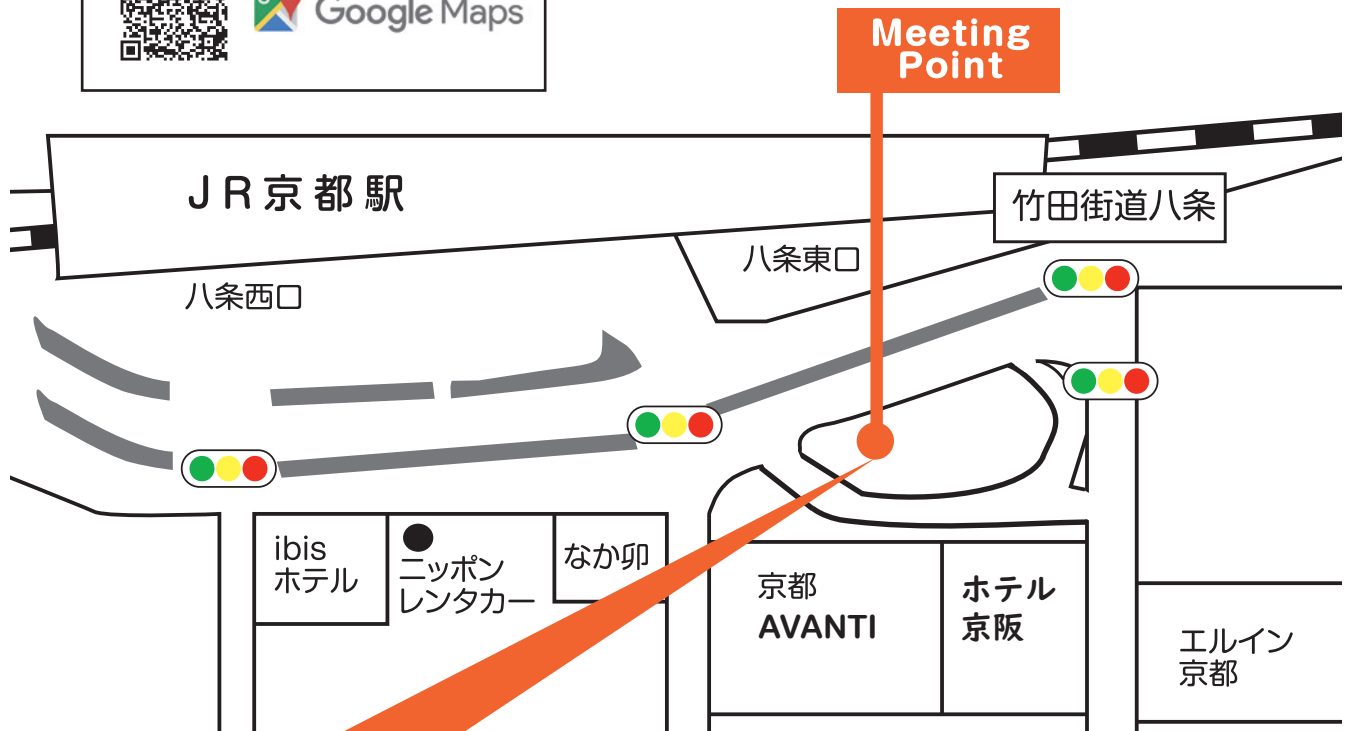 Google Maps
Meeting
Point
JR京都駅
竹田街道八条
八条東口
八条西口
ibis
ホテル
ニッポン
レンタカー
なか卯
京都
AVANTI
ホテル
京阪
エルイン
京都